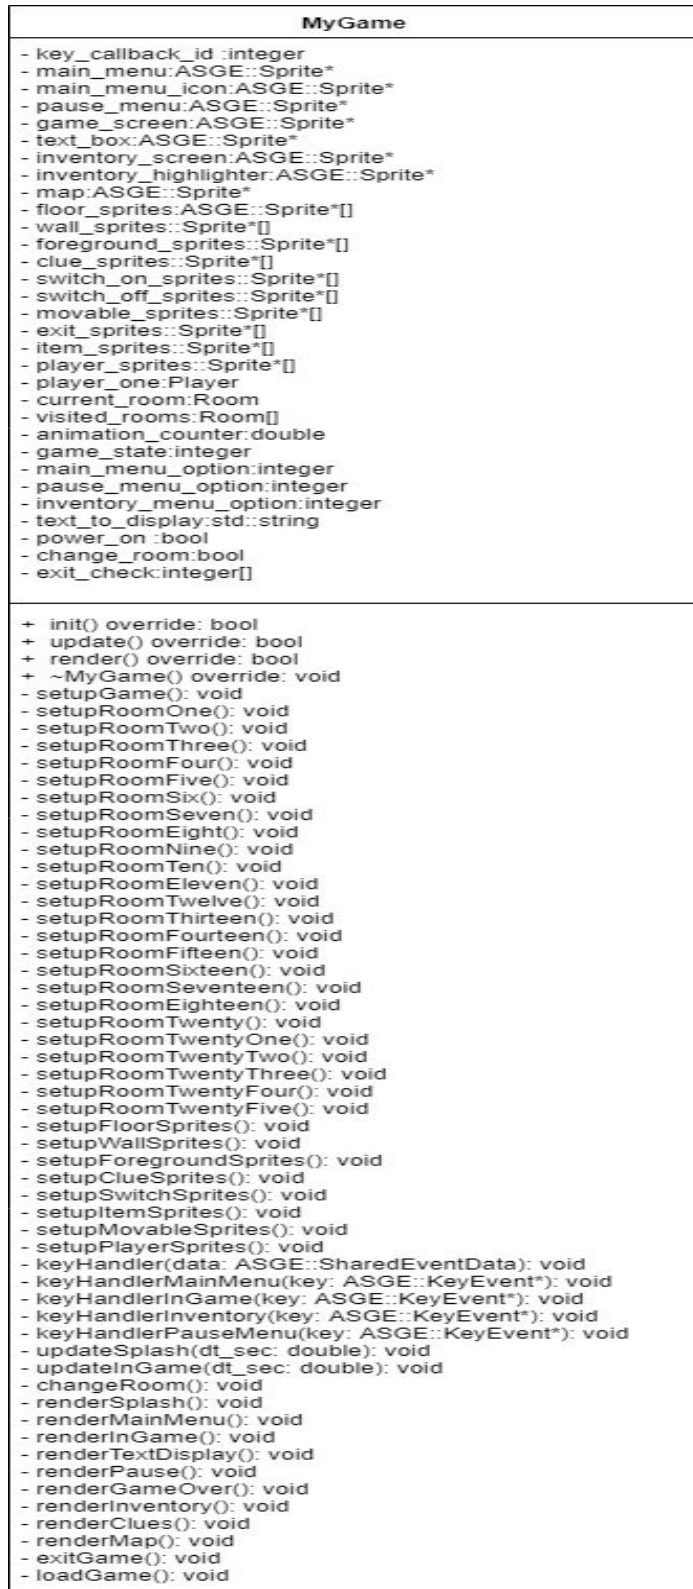 MyGame
- key_callback_id :integer
- main_menu:ASGE::Sprite*
- main_menu_icon:ASGE::Sprite*
- pause_menu:ASGE::Sprite*
- game_screen:ASGE::Sprite*
- text_box:ASGE::Sprite*
- inventory_screen:ASGE::Sprite*
- inventory_highlighter:ASGE::Sprite*
- map:ASGE::Sprite*
- floor_sprites:ASGE::Sprite*[]
- wall_sprites::Sprite*[]
- foreground_sprites::Sprite*[]
- clue_sprites::Sprite*[]
- switch_on_sprites::Sprite*[]
- switch_off_sprites::Sprite*[]
- movable_sprites::Sprite*[]
- exit_sprites::Sprite*[]
- item_sprites::Sprite*[]
- player_sprites::Sprite*[]
- player_one:Player
- current_room:Room
- visited_rooms:Room[]
- animation_counter:double
- game_state:integer
- main_menu_option:integer
- pause_menu_option:integer
- inventory_menu_option:integer
- text_to_display:std::string
- power_on :bool
- change_room:bool
- exit_check:integer[]
+ init() override: bool
+ update() override: bool
+ render() override: bool
+ ~MyGame() override: void
- setupGame(): void
- setupRoomOne(): void
- setupRoomTwo(): void
- setupRoomThree(): void
- setupRoomFour(): void
- setupRoomFive(): void
- setupRoomSix(): void
- setupRoomSeven(): void
- setupRoomEight(): void
- setupRoomNine(): void
- setupRoomTen(): void
- setupRoomEleven(): void
- setupRoomTwelve(): void
- setupRoomThirteen(): void
- setupRoomFourteen(): void
- setupRoomFifteen(): void
- setupRoomSixteen(): void
- setupRoomSeventeen(): void
- setupRoomEighteen(): void
- setupRoomTwenty(): void
- setupRoomTwentyOne(): void
- setupRoomTwentyTwo(): void
- setupRoomTwentyThree(): void
- setupRoomTwentyFour(): void
- setupRoomTwentyFive(): void
- setupFloorSprites(): void
- setupWallSprites(): void
- setupForegroundSprites(): void
- setupClueSprites(): void
- setupSwitchSprites(): void
- setupItemSprites(): void
- setupMovableSprites(): void
- setupPlayerSprites(): void
- keyHandler(data: ASGE::SharedEventData): void
- keyHandlerMainMenu(key: ASGE::KeyEvent*): void
- keyHandlerInGame(key: ASGE::KeyEvent*): void
- keyHandlerInventory(key: ASGE::KeyEvent*): void
- keyHandlerPauseMenu(key: ASGE::KeyEvent*): void
- updateSplash(dt_sec: double): void
- updateInGame(dt_sec: double): void
- changeRoom(): void
- renderSplash(): void
- renderMainMenu(): void
- renderInGame(): void
- renderTextDisplay(): void
- renderPause(): void
- renderGameOver(): void
- renderInventory(): void
- renderClues(): void
- renderMap(): void
- exitGame(): void
- loadGame(): void